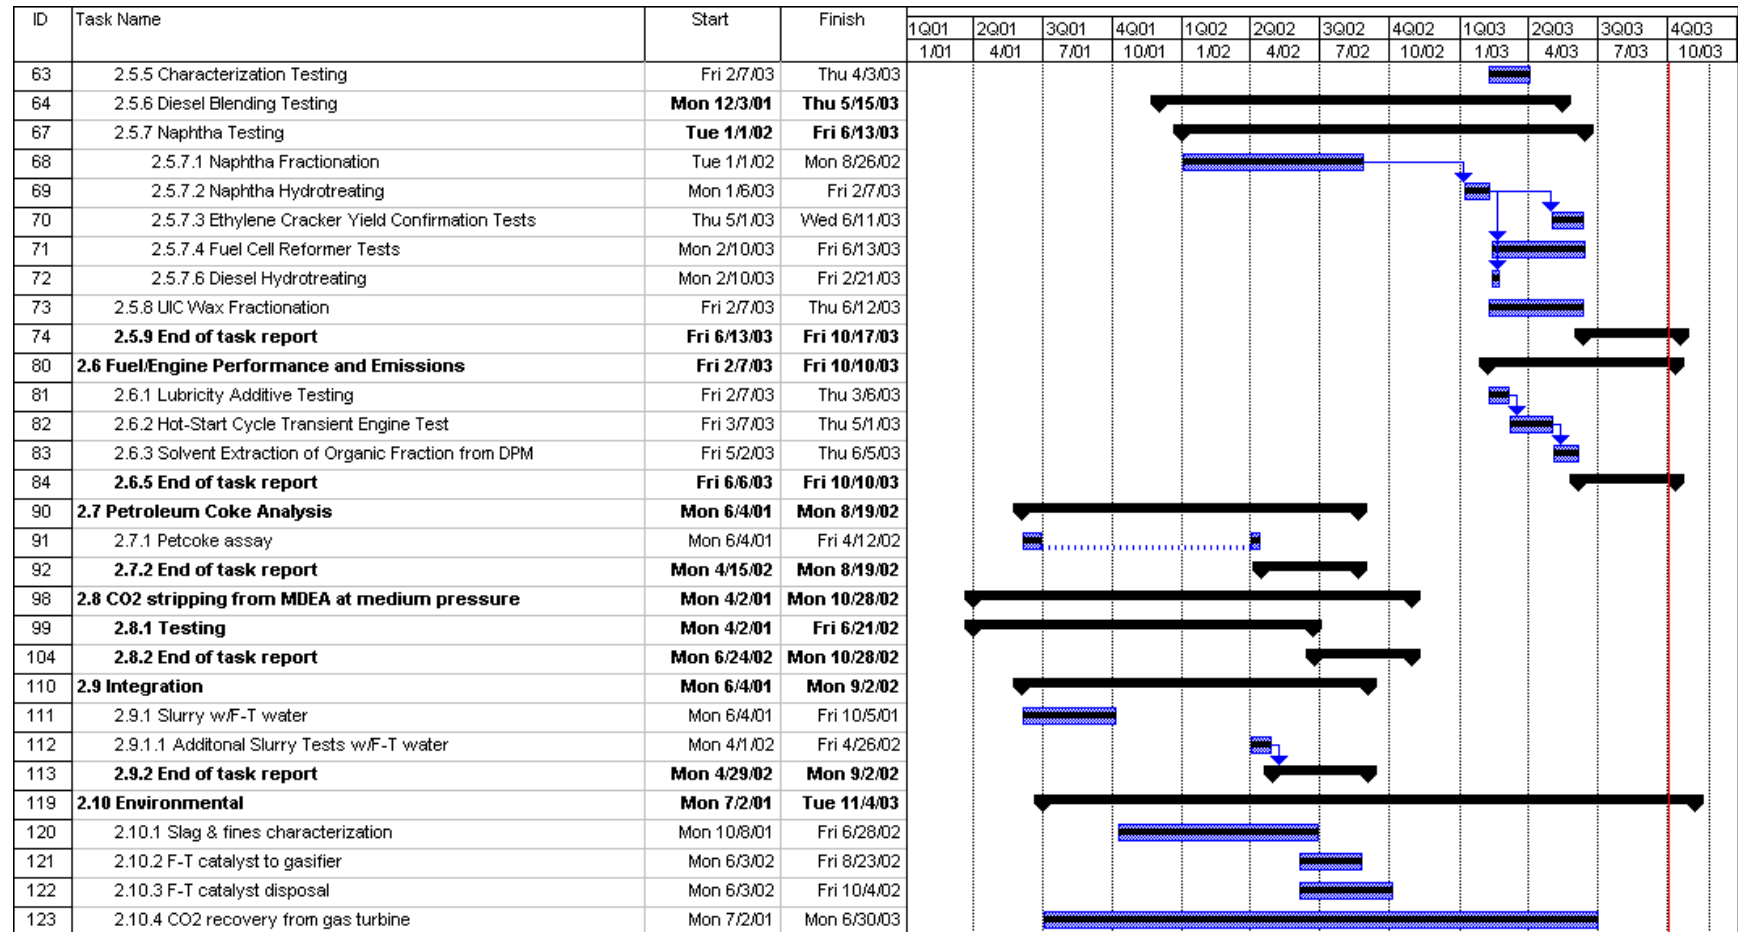 ID Task Name Start Finish
1Q01 2Q01 3Q01 4Q01 1Q02 2Q02 3Q02 4Q02 1Q03 2Q03 3Q03 4Q03
1/01 4/01 7/01 10/01 1/02 4/02 7/02 10/02 1/03 4/03 7/03 10/03
63 2.5.5 Characterization Testing Fri 2/7/03 Thu 4/3/03
64 2.5.6 Diesel Blending Testing Mon 12/3/01 Thu 5/15/03
67 2.5.7 Naphtha Testing Tue 1/1/02 Fri 6/13/03
68 2.5.7.1 Naphtha Fractionation Tue 1/1/02 Mon 8/26/02
69 2.5.7.2 Naphtha Hydrotreating Mon 1/6/03 Fri 2/7/03
70 2.5.7.3 Ethylene Cracker Yield Confirmation Tests Thu 5/1/03 Wed 6/11/03
71 2.5.7.4 Fuel Cell Reformer Tests Mon 2/10/03 Fri 6/13/03
72 2.5.7.6 Diesel Hydrotreating Mon 2/10/03 Fri 2/21/03
73 2.5.8 UIC Wax Fractionation Fri 2/7/03 Thu 6/12/03
74 2.5.9 End of task report Fri 6/13/03 Fri 10/17/03
80 2.6 Fuel/Engine Performance and Emissions Fri 2/7/03 Fri 10/10/03
81 2.6.1 Lubricity Additive Testing Fri 2/7/03 Thu 3/6/03
82 2.6.2 Hot-Start Cycle Transient Engine Test Fri 3/7/03 Thu 5/1/03
83 2.6.3 Solvent Extraction of Organic Fraction from DPM Fri 5/2/03 Thu 6/5/03
84 2.6.5 End of task report Fri 6/6/03 Fri 10/10/03
90 2.7 Petroleum Coke Analysis Mon 6/4/01 Mon 8/19/02
91 2.7.1 Petcoke assay Mon 6/4/01 Fri 4/12/02
92 2.7.2 End of task report Mon 4/15/02 Mon 8/19/02
98 2.8 CO2 stripping from MDEA at medium pressure Mon 4/2/01 Mon 10/28/02
99 2.8.1 Testing Mon 4/2/01 Fri 6/21/02
104 2.8.2 End of task report Mon 6/24/02 Mon 10/28/02
110 2.9 Integration Mon 6/4/01 Mon 9/2/02
111 2.9.1 Slurry w/F-T water Mon 6/4/01 Fri 10/5/01
112 2.9.1.1 Additonal Slurry Tests w/F-T water Mon 4/1/02 Fri 4/26/02
113 2.9.2 End of task report Mon 4/29/02 Mon 9/2/02
119 2.10 Environmental Mon 7/2/01 Tue 11/4/03
120 2.10.1 Slag & fines characterization Mon 10/8/01 Fri 6/28/02
121 2.10.2 F-T catalyst to gasifier Mon 6/3/02 Fri 8/23/02
122 2.10.3 F-T catalyst disposal Mon 6/3/02 Fri 10/4/02
123 2.10.4 CO2 recovery from gas turbine Mon 7/2/01 Mon 6/30/03